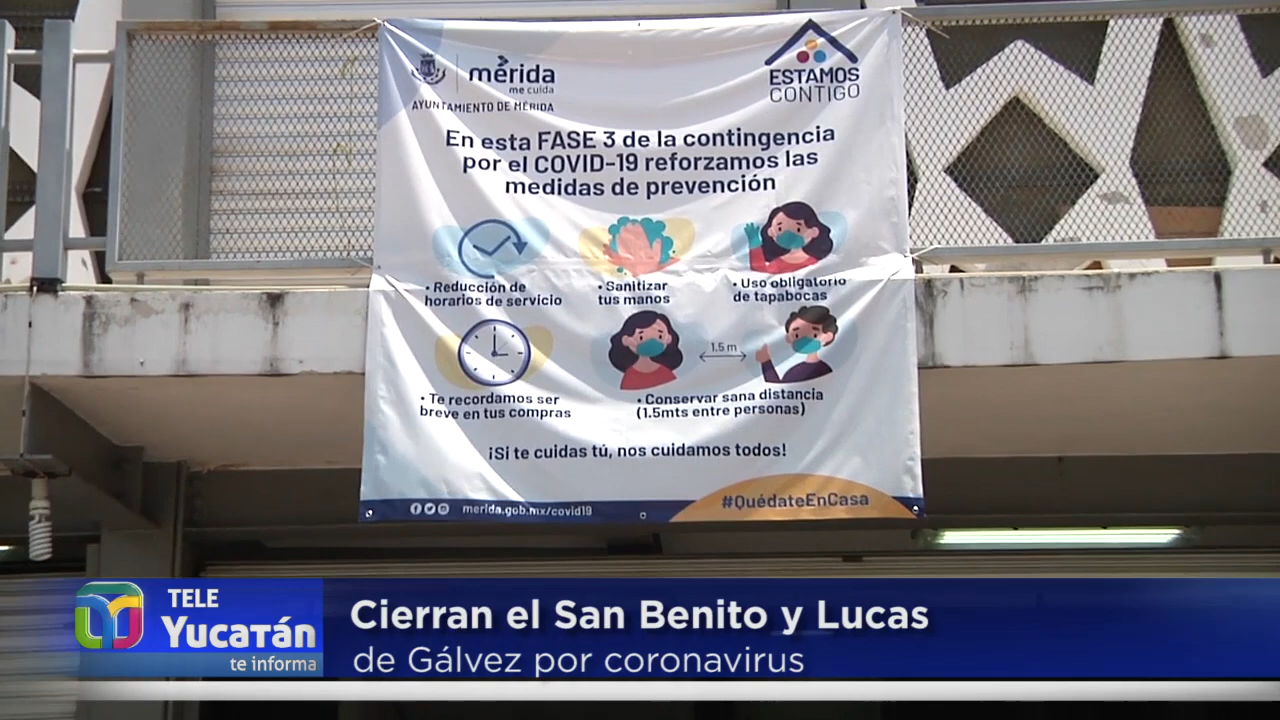 mérida
me cuida
AYUNTAMIENTO DE MÉRIDA
ESTAMOS
CONTIGO
En esta FASE 3 de la contingencia
por el COVID-19 reforzamos las
medidas de prevención
• Reducción de
horarios de servicio
• Sanitizar
tus manos
• Uso obligatorio
de tapabocas
1.5 m
• Te recordamos ser
breve en tus compras
• Conservar sana distancia
(1.5mts entre personas)
¡Si te cuidas tú, nos cuidamos todos!
merida.gob.mx/covid19
#QuédateEnCasa
TELE
Yucatán
te informa
Cierran el San Benito y Lucas
de Gálvez por coronavirus